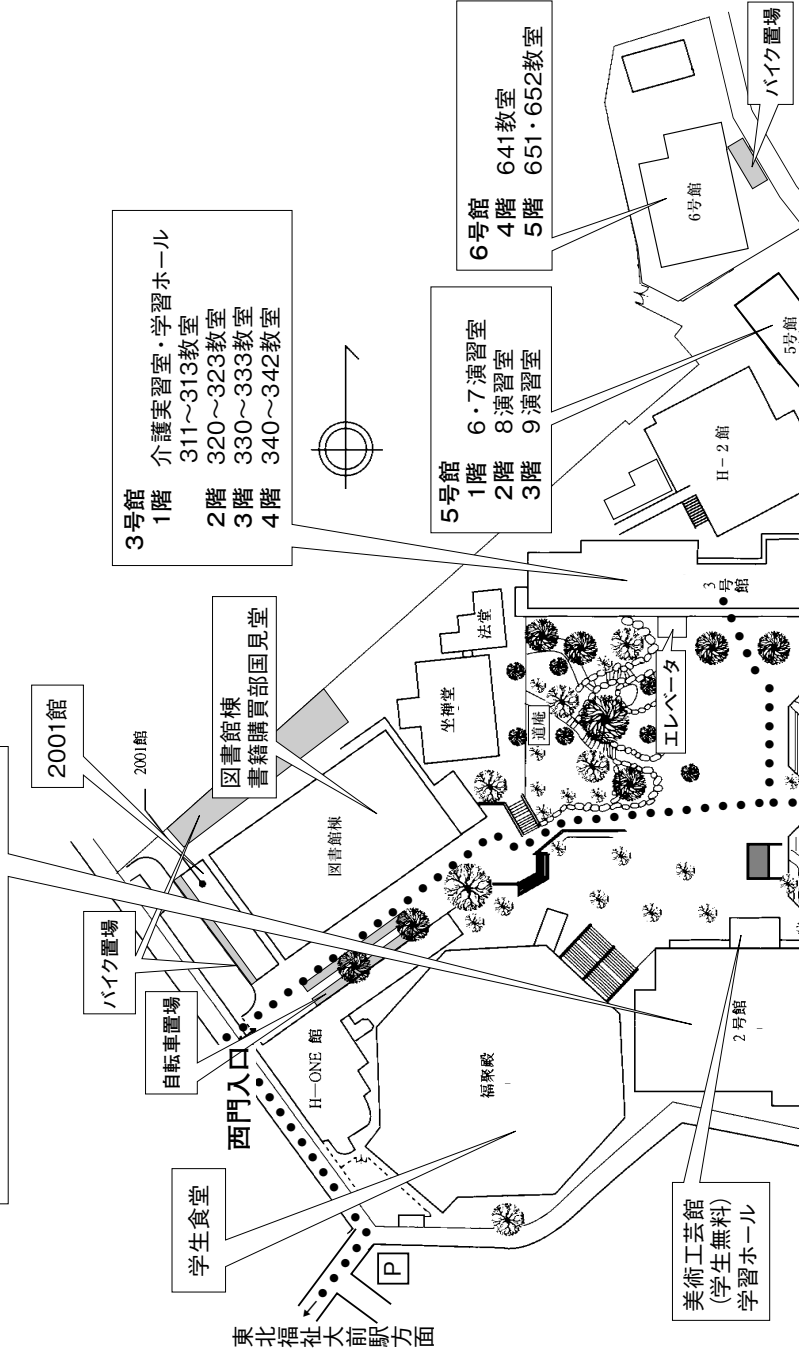 3号館
1階 介護実習室・学習ホール
311～313教室
2階 320～323教室
3階 330～333教室
4階 340～342教室
6号館
4階 641教室
5階 651・652教室
バイク置場
6号館
5号館
1階 6・7演習室
2階 8演習室
3階 9演習室
5号館
H-2館
3号館
エレベータ
2001館
2001館
図書館棟
書籍購買部国見堂
法堂
坐禅堂
道庵
図書館棟
バイク置場
自転車置場
西門入口
H-ONE館
福聚殿
2号館
学生食堂
P
東北福祉大前駅方面
美術工芸館
(学生無料)
学習ホール